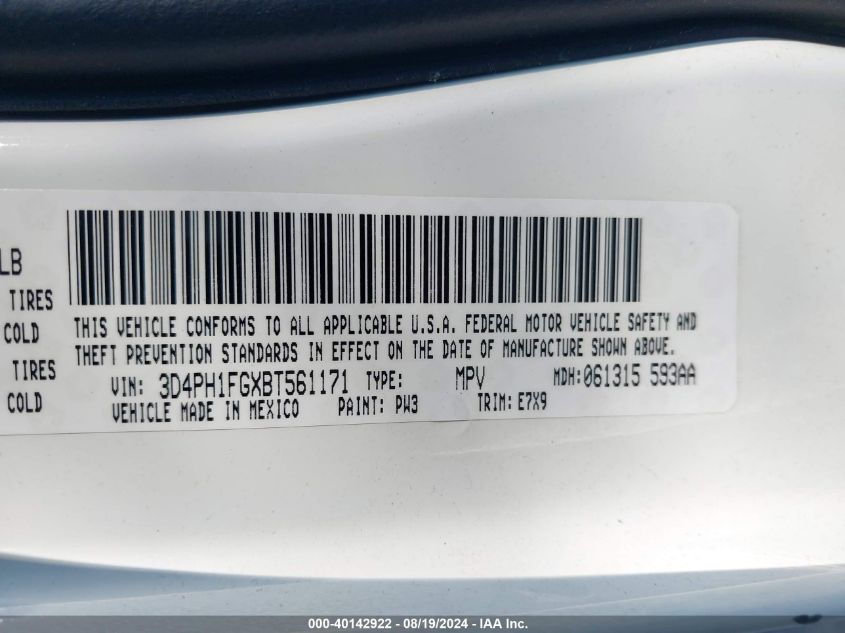 LB
TIRES
COLD
TIRES
COLD
THIS VEHICLE CONFORMS TO ALL APPLICABLE U.S.A. FEDERAL MOTOR VEHICLE SAFETY AND
THEFT PREVENTION STANDARDS IN EFFECT ON THE DATE OF MANUFACTURE SHOWN ABOVE.
VIN: 3D4PH1FGXBT561171 TYPE: MPV MDH:061315 593AA
VEHICLE MADE IN MEXICO PAINT: PW3 TRIM: E7X9
000-40142922 - 08/19/2024 - IAA Inc.